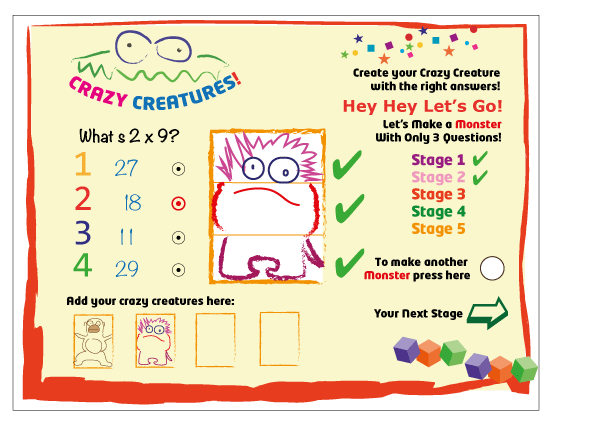 CRAZY CREATURES!
Create your Crazy Creature
with the right answers!
Hey Hey Let's Go!
Let's Make a Monster
With Only 3 Questions!
What s 2 x 9?
1 27
2 18
3 11
4 29
Stage 1
Stage 2
Stage 3
Stage 4
Stage 5
To make another
Monster press here
Add your crazy creatures here:
Your Next Stage